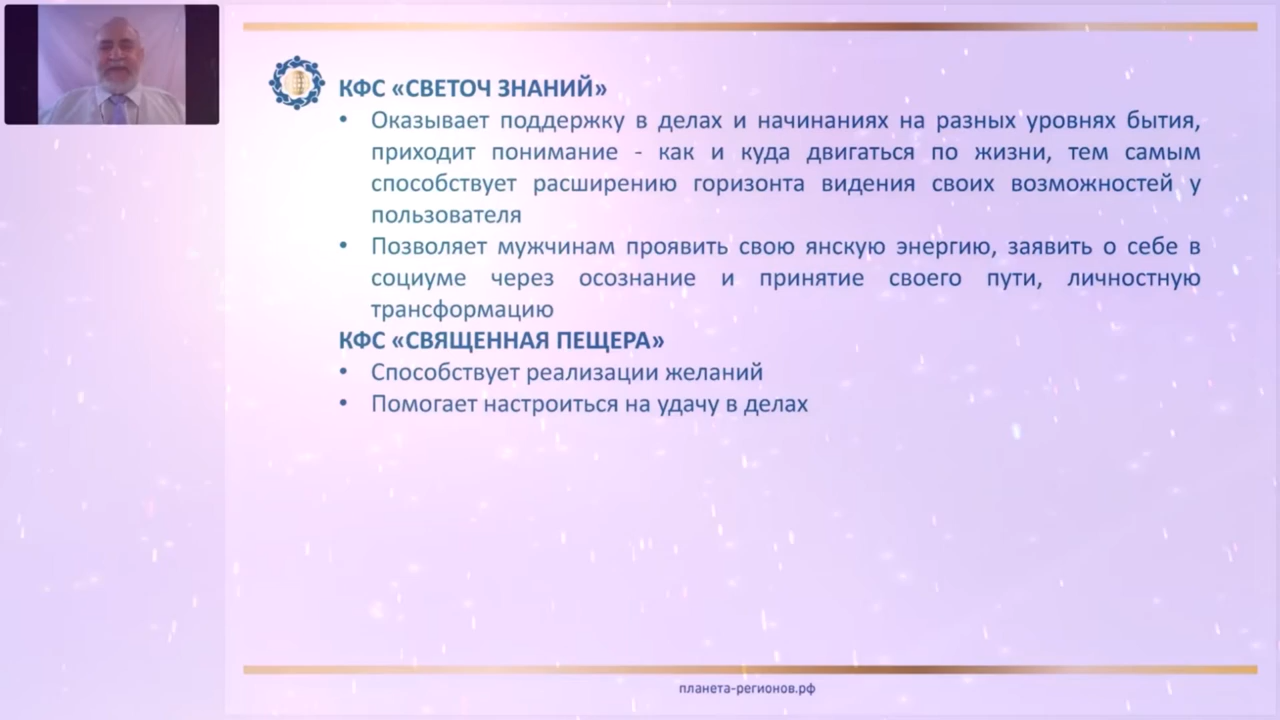 КФС «СВЕТОЧ ЗНАНИЙ»
• Оказывает поддержку в делах и начинаниях на разных уровнях бытия,
приходит понимание - как и куда двигаться по жизни, тем самым
способствует расширению горизонта видения своих возможностей у
пользователя
• Позволяет мужчинам проявить свою янскую энергию, заявить о себе в
социуме через осознание и принятие своего пути, личностную
трансформацию
КФС «СВЯЩЕННАЯ ПЕЩЕРА»
• Способствует реализации желаний
• Помогает настроиться на удачу в делах
планета-регионов.рф